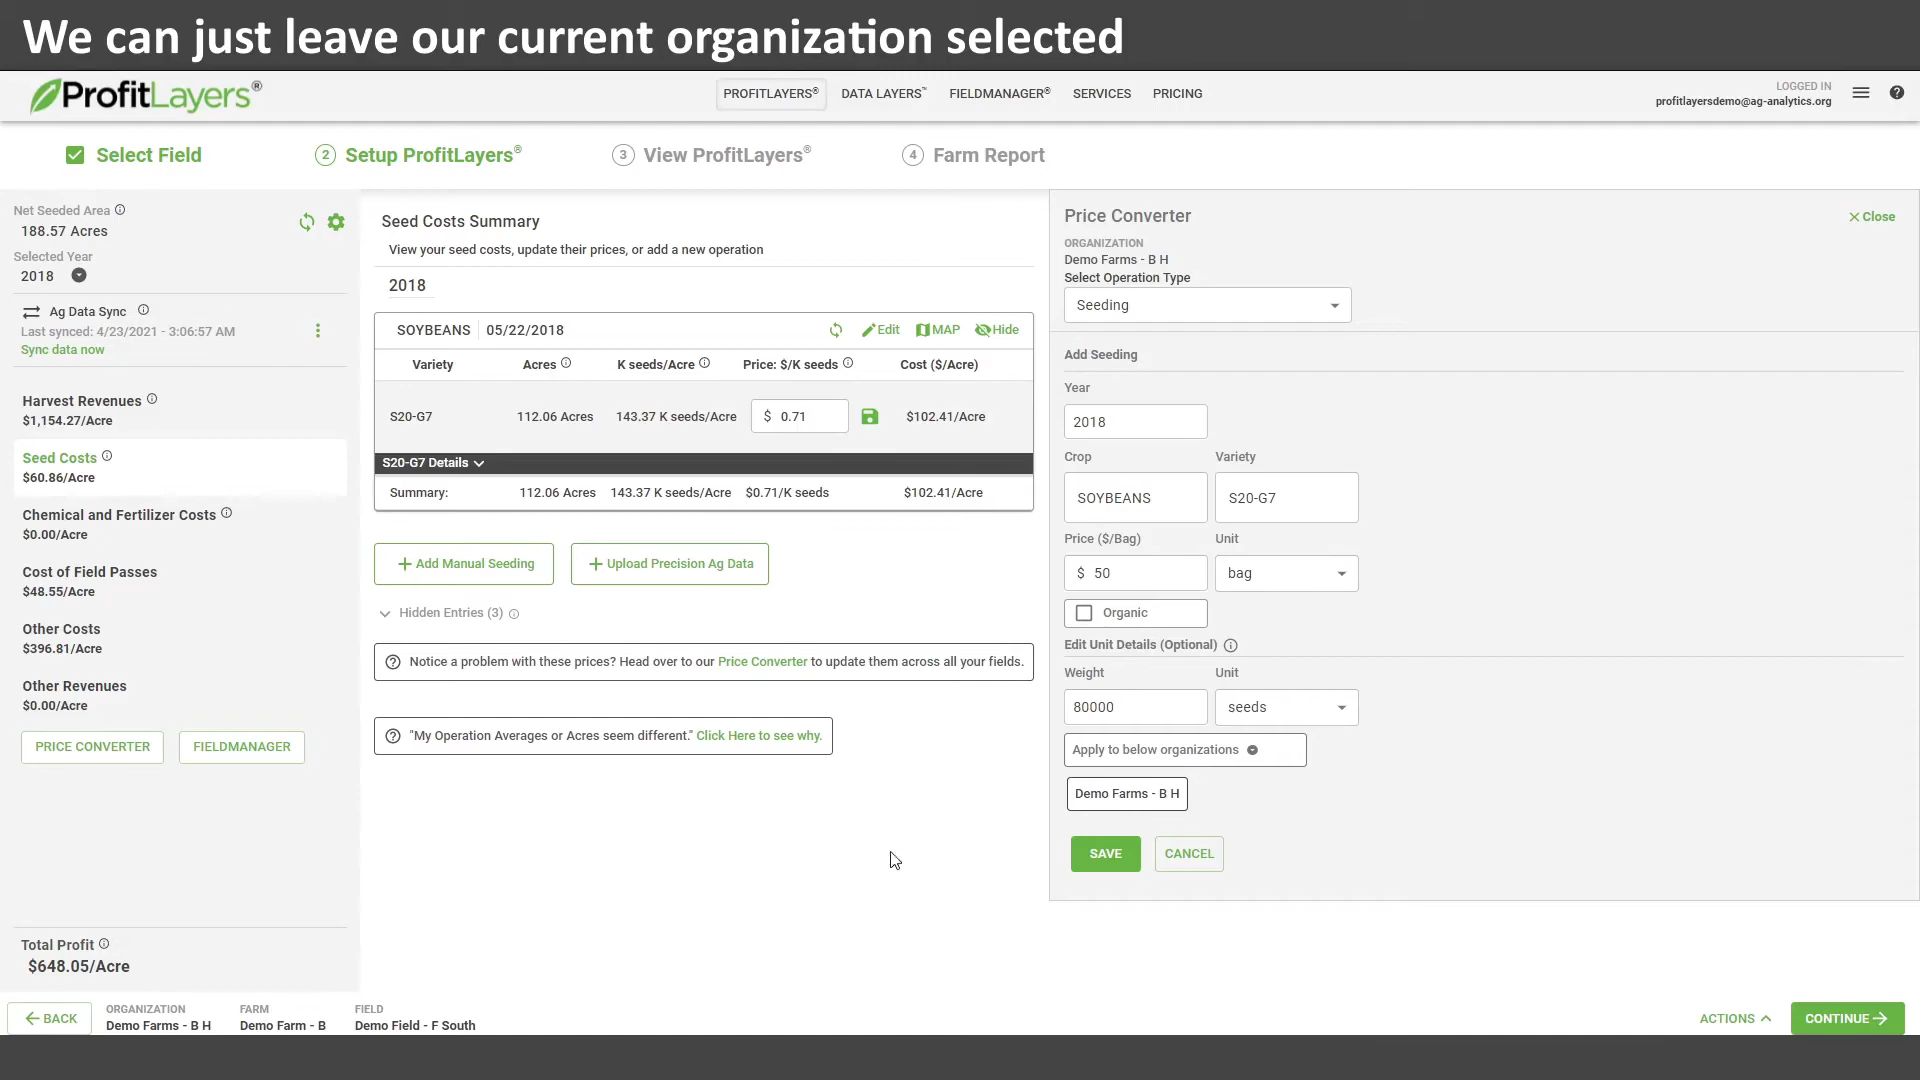 We can just leave our current organization selected
ProfitLayers®
PROFITLAYERS® DATA LAYERS™ FIELDMANAGER® SERVICES PRICING
LOGGED IN
profitlayersdemo@ag-analytics.org
Select Field
2 Setup ProfitLayers®
3 View ProfitLayers®
4 Farm Report
Net Seeded Area
188.57 Acres
Selected Year
2018
Ag Data Sync
Last synced: 4/23/2021 - 3:06:57 AM
Sync data now
Harvest Revenues
$1,154.27/Acre
Seed Costs
$60.86/Acre
Chemical and Fertilizer Costs
$0.00/Acre
Cost of Field Passes
$48.55/Acre
Other Costs
$396.81/Acre
Other Revenues
$0.00/Acre
PRICE CONVERTER FIELDMANAGER
Total Profit
$648.05/Acre
Seed Costs Summary
View your seed costs, update their prices, or add a new operation
2018
SOYBEANS 05/22/2018 Edit MAP Hide
Variety Acres K seeds/Acre Price: $/K seeds Cost ($/Acre)
S20-G7 112.06 Acres 143.37 K seeds/Acre $ 0.71 $102.41/Acre
S20-G7 Details
Summary: 112.06 Acres 143.37 K seeds/Acre $0.71/K seeds $102.41/Acre
+ Add Manual Seeding + Upload Precision Ag Data
Hidden Entries (3)
Notice a problem with these prices? Head over to our Price Converter to update them across all your fields.
"My Operation Averages or Acres seem different." Click Here to see why.
Price Converter
Close
ORGANIZATION
Demo Farms - B H
Select Operation Type
Seeding
Add Seeding
Year
2018
Crop Variety
SOYBEANS S20-G7
Price ($/Bag) Unit
$ 50 bag
Organic
Edit Unit Details (Optional)
Weight Unit
80000 seeds
Apply to below organizations
Demo Farms - B H
SAVE CANCEL
BACK
ORGANIZATION
Demo Farms - B H
FARM
Demo Farm - B
FIELD
Demo Field - F South
ACTIONS
CONTINUE